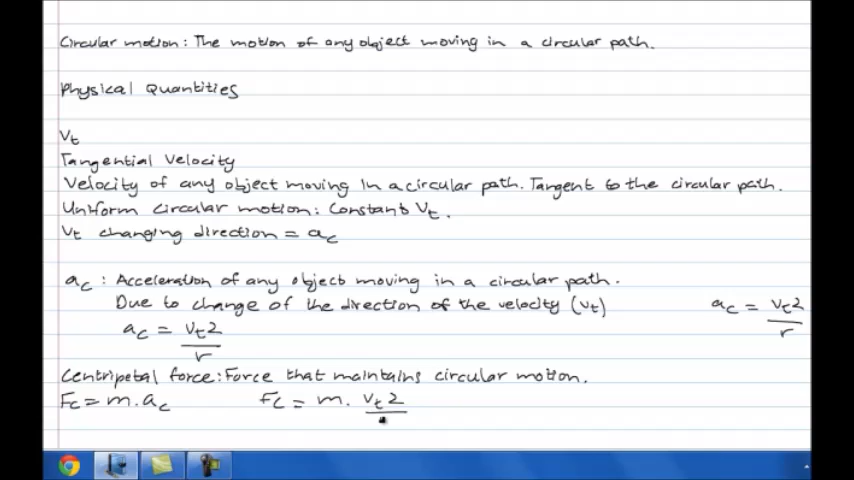 Circular motion: The motion of any object moving in a circular path.
Physical Quantities
Vt
Tangential Velocity
Velocity of any object moving in a circular path. Tangent to the circular path.
Uniform circular motion: Constant Vt.
Vt changing direction = ac
ac: Acceleration of any object moving in a circular path.
Due to change of the direction of the velocity (vt) ac = vt2
r
ac = vt2
r
Centripetal force: Force that maintains circular motion.
Fc = m.ac Fc = m. vt2